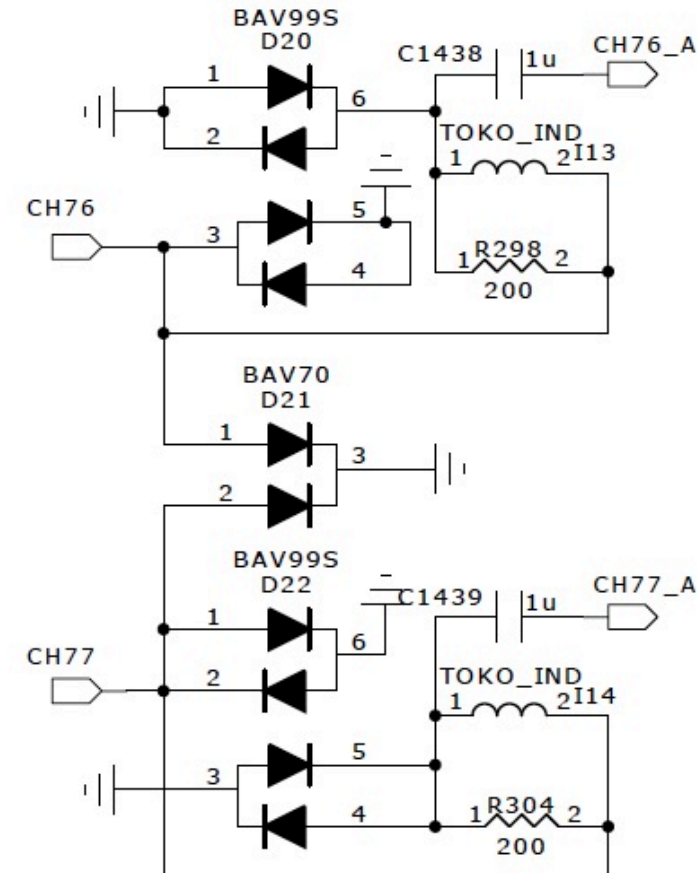 BAV99S
D20
C1438
1u
CH76_A
1
6
2
TOKO_IND
1
2
I13
CH76
5
3
4
1
R298
2
200
BAV70
D21
1
3
2
BAV99S
D22
C1439
1u
CH77_A
1
6
CH77
2
TOKO_IND
1
2
I14
5
3
4
1
R304
2
200